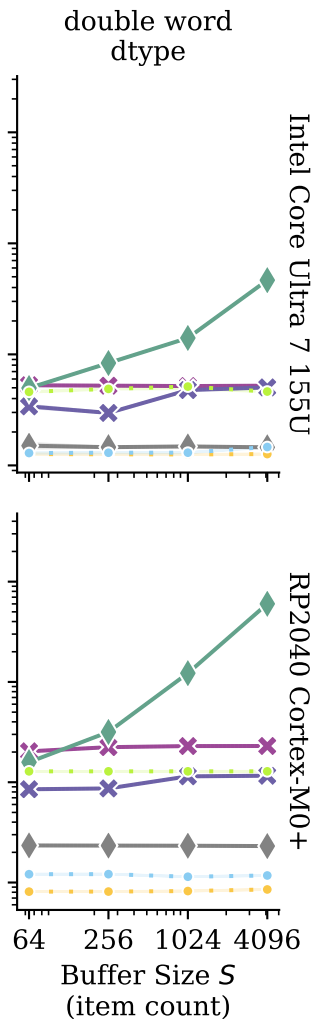 double word
dtype
Intel Core Ultra 7 155U
RP2040 Cortex-M0+
64 256 1024 4096
Buffer Size S
(item count)